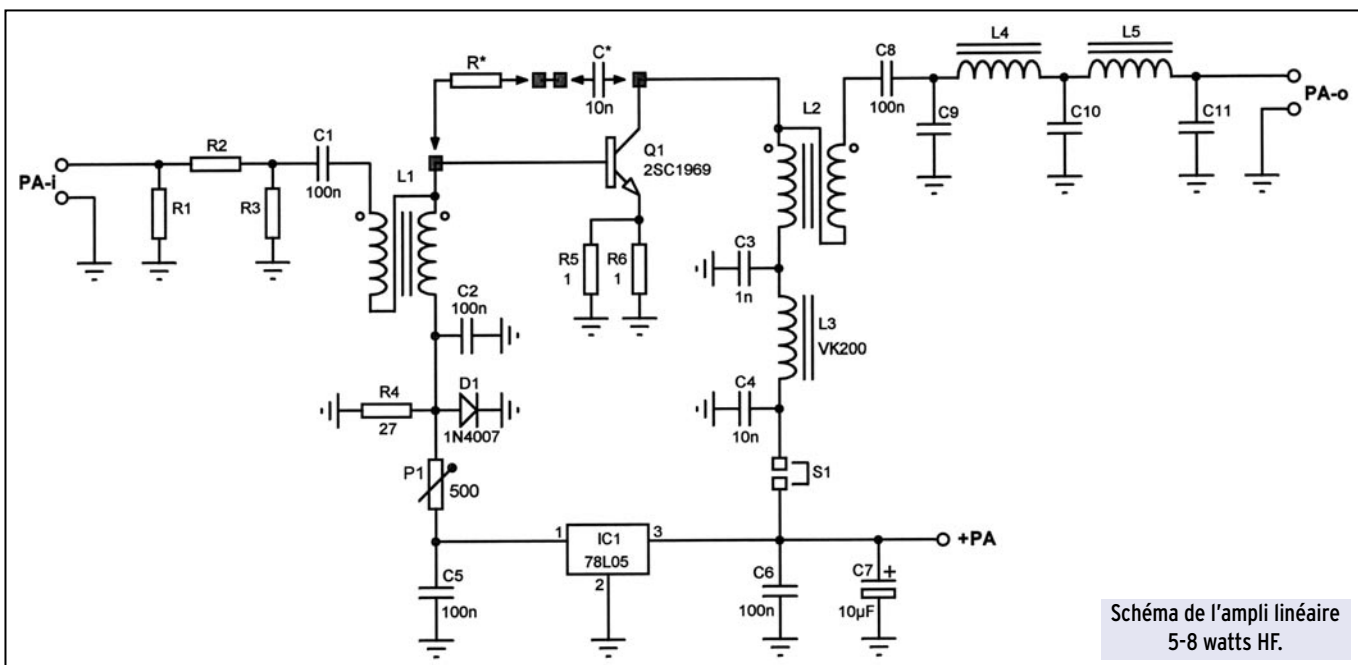 R*
C*
10n
L4
L5
C8
100n
PA-o
L2
C9
C10
C11
R2
C1
100n
PA-i
R1
R3
L1
Q1
2SC1969
R5
1
R6
1
C3
1n
C2
100n
L3
VK200
R4
27
D1
1N4007
C4
10n
P1
500
S1
1
IC1
78L05
3
2
+PA
C5
100n
C6
100n
C7
+
10µF
Schéma de l'ampli linéaire
5-8 watts HF.